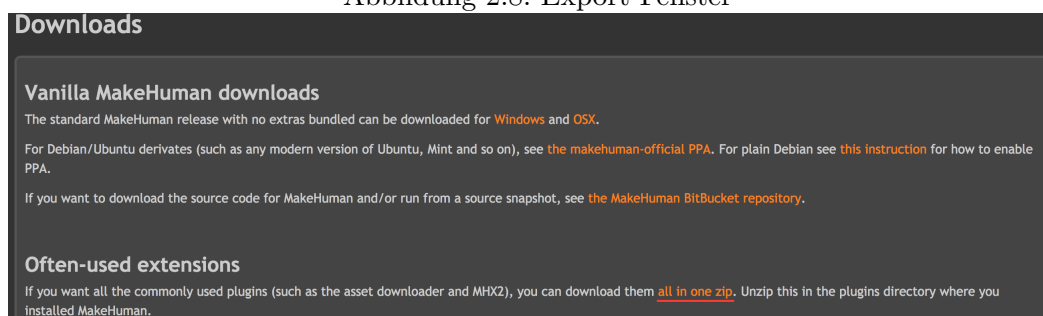 Abbildung 2.8: Export Fenster
Downloads
Vanilla MakeHuman downloads
The standard MakeHuman release with no extras bundled can be downloaded for Windows and OSX.
For Debian/Ubuntu derivates (such as any modern version of Ubuntu, Mint and so on), see the makehuman-official PPA. For plain Debian see this instruction for how to enable
PPA.
If you want to download the source code for MakeHuman and/or run from a source snapshot, see the MakeHuman BitBucket repository.
Often-used extensions
If you want all the commonly used plugins (such as the asset downloader and MHX2), you can download them all in one zip. Unzip this in the plugins directory where you
installed MakeHuman.